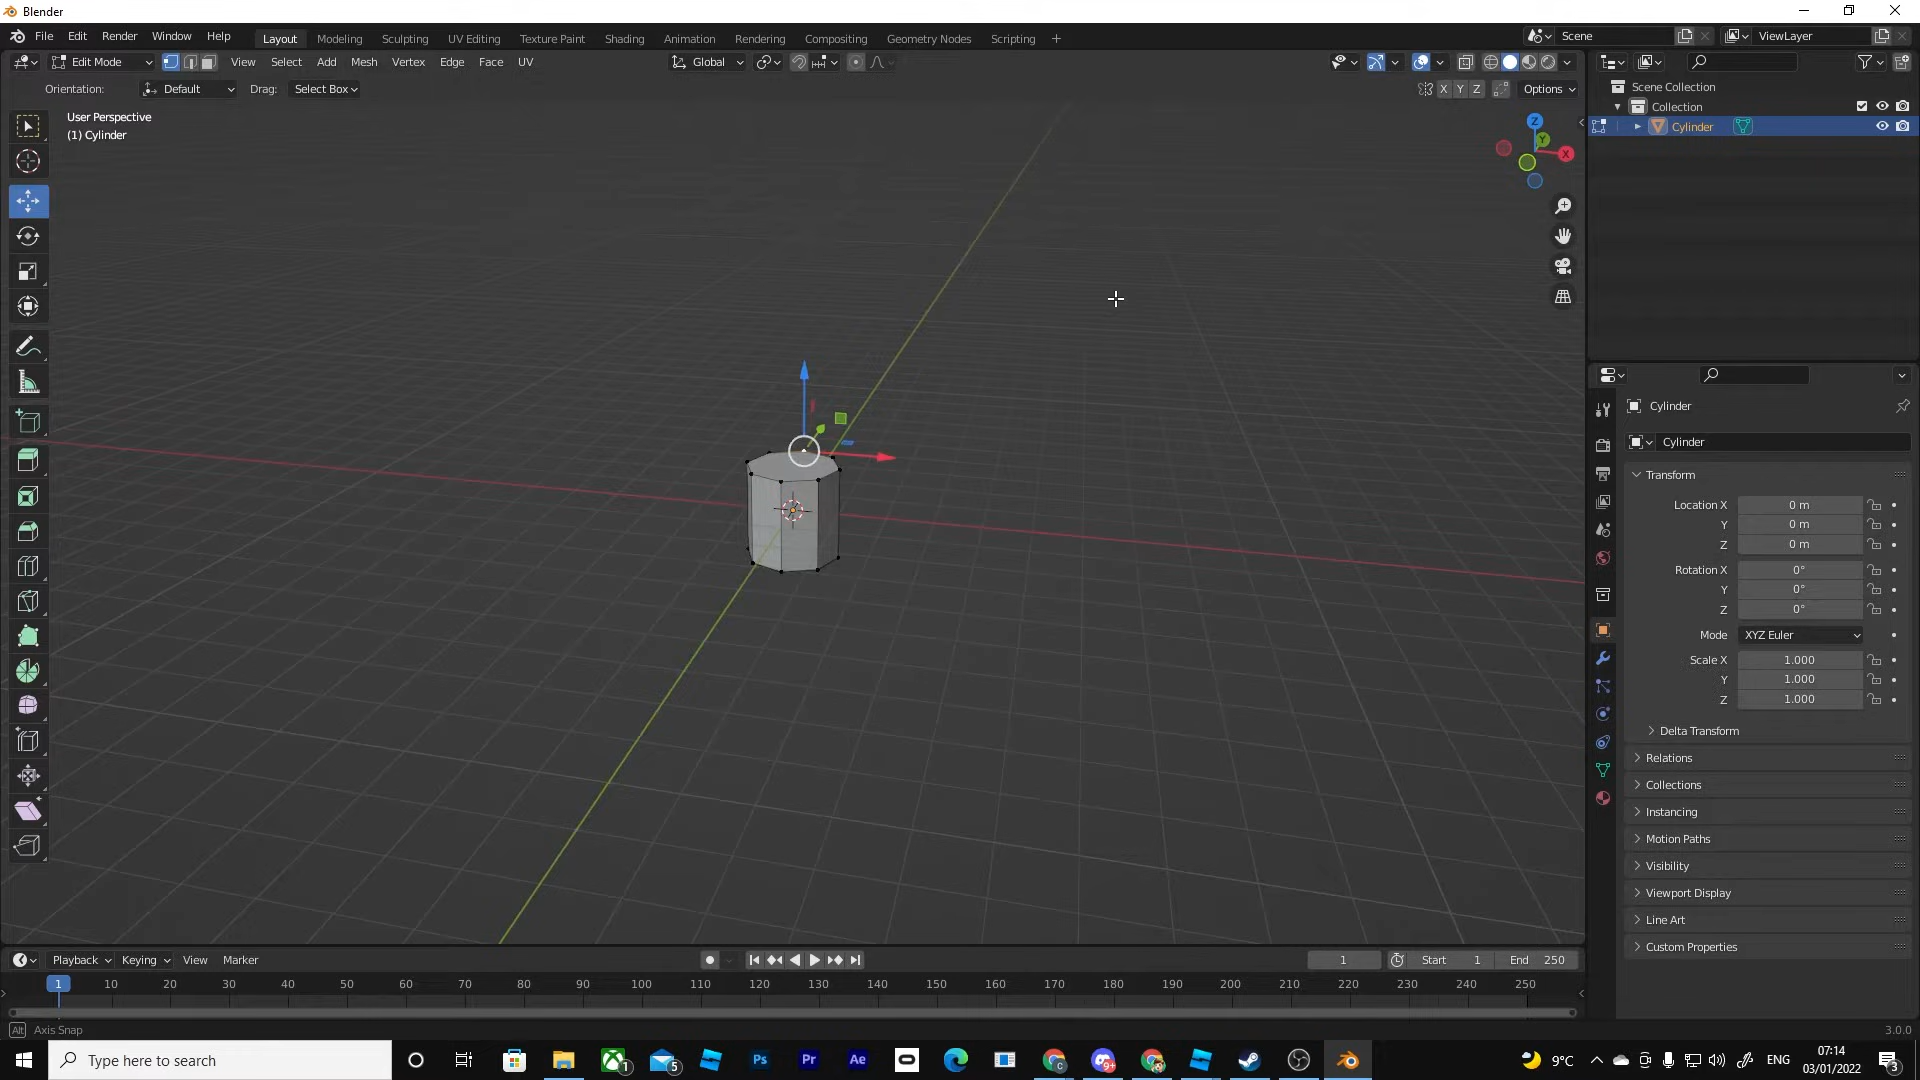 Blender
File Edit Render Window Help Layout Modeling Sculpting UV Editing Texture Paint Shading Animation Rendering Compositing Geometry Nodes Scripting + Scene ViewLayer
Edit Mode View Select Add Mesh Vertex Edge Face UV Global
Orientation: Default Drag: Select Box X Y Z Options
User Perspective
(1) Cylinder
Z
Y
X
Scene Collection
Collection
Cylinder
Cylinder
Cylinder
Transform
Location X 0 m
Y 0 m
Z 0 m
Rotation X 0°
Y 0°
Z 0°
Mode XYZ Euler
Scale X 1.000
Y 1.000
Z 1.000
Delta Transform
Relations
Collections
Instancing
Motion Paths
Visibility
Viewport Display
Line Art
Custom Properties
Playback Keying View Marker 1 Start 1 End 250
1 10 20 30 40 50 60 70 80 90 100 110 120 130 140 150 160 170 180 190 200 210 220 230 240 250
Alt Axis Snap 3.0.0
Type here to search 1 5 Ps Pr Ae C 9+ 9°C ENG 07:14
03/01/2022 3